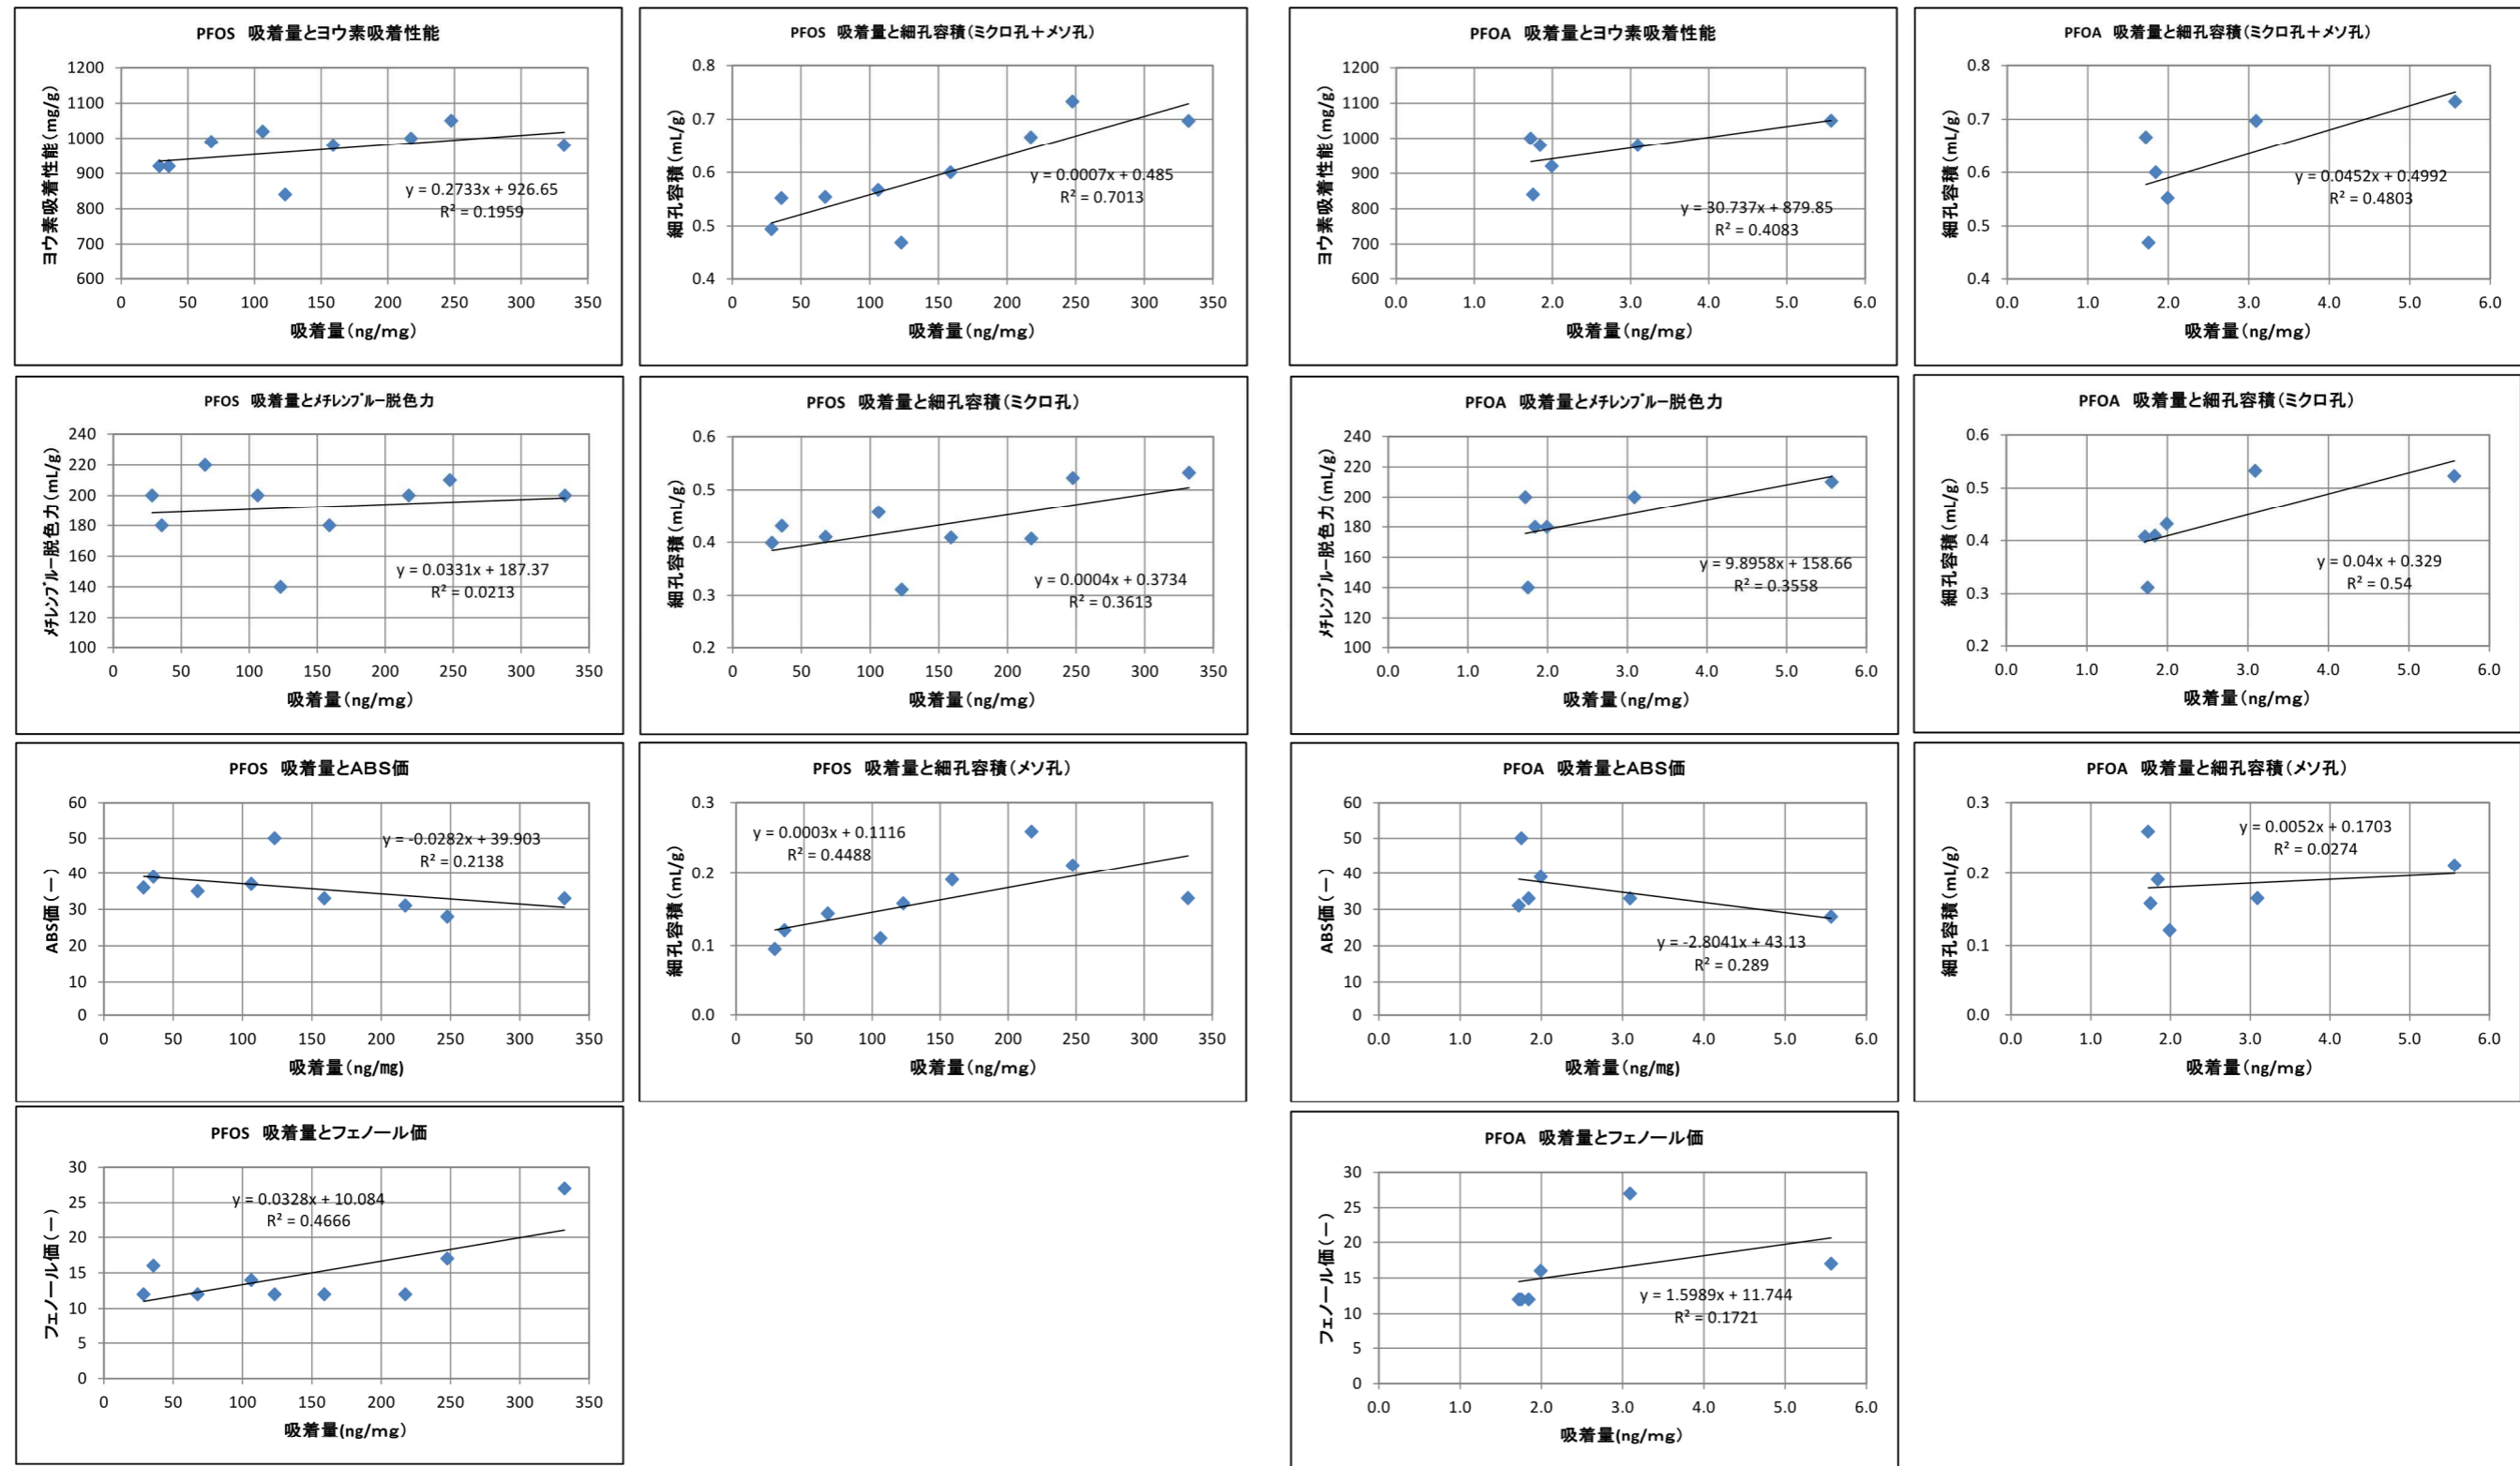 PFOS 吸着量とヨウ素吸着性能
ヨウ素吸着性能(mg/g)
1200
1100
1000
900
800
700
600
y = 0.2733x + 926.65
R² = 0.1959
0 50 100 150 200 250 300 350
吸着量(ng/mg)
PFOS 吸着量と細孔容積(ミクロ孔+メソ孔)
細孔容積(mL/g)
0.8
0.7
0.6
0.5
0.4
y = 0.0007x + 0.485
R² = 0.7013
0 50 100 150 200 250 300 350
吸着量(ng/mg)
PFOA 吸着量とヨウ素吸着性能
ヨウ素吸着性能(mg/g)
1200
1100
1000
900
800
700
600
y = 30.737x + 879.85
R² = 0.4083
0.0 1.0 2.0 3.0 4.0 5.0 6.0
吸着量(ng/mg)
PFOA 吸着量と細孔容積(ミクロ孔+メソ孔)
細孔容積(mL/g)
0.8
0.7
0.6
0.5
0.4
y = 0.0452x + 0.4992
R² = 0.4803
0.0 1.0 2.0 3.0 4.0 5.0 6.0
吸着量(ng/mg)
PFOS 吸着量とメチレンブルー脱色力
メチレンブルー脱色力(mL/g)
240
220
200
180
160
140
120
100
y = 0.0331x + 187.37
R² = 0.0213
0 50 100 150 200 250 300 350
吸着量(ng/mg)
PFOS 吸着量と細孔容積(ミクロ孔)
細孔容積(mL/g)
0.6
0.5
0.4
0.3
0.2
y = 0.0004x + 0.3734
R² = 0.3613
0 50 100 150 200 250 300 350
吸着量(ng/mg)
PFOA 吸着量とメチレンブルー脱色力
メチレンブルー脱色力(mL/g)
240
220
200
180
160
140
120
100
y = 9.8958x + 158.66
R² = 0.3558
0.0 1.0 2.0 3.0 4.0 5.0 6.0
吸着量(ng/mg)
PFOA 吸着量と細孔容積(ミクロ孔)
細孔容積(mL/g)
0.6
0.5
0.4
0.3
0.2
y = 0.04x + 0.329
R² = 0.54
0.0 1.0 2.0 3.0 4.0 5.0 6.0
吸着量(ng/mg)
PFOS 吸着量とABS価
ABS価(ー)
60
50
40
30
20
10
0
y = -0.0282x + 39.903
R² = 0.2138
0 50 100 150 200 250 300 350
吸着量(ng/mg)
PFOS 吸着量と細孔容積(メソ孔)
細孔容積(mL/g)
0.3
0.2
0.1
0.0
y = 0.0003x + 0.1116
R² = 0.4488
0 50 100 150 200 250 300 350
吸着量(ng/mg)
PFOA 吸着量とABS価
ABS価(ー)
60
50
40
30
20
10
0
y = -2.8041x + 43.13
R² = 0.289
0.0 1.0 2.0 3.0 4.0 5.0 6.0
吸着量(ng/mg)
PFOA 吸着量と細孔容積(メソ孔)
細孔容積(mL/g)
0.3
0.2
0.1
0.0
y = 0.0052x + 0.1703
R² = 0.0274
0.0 1.0 2.0 3.0 4.0 5.0 6.0
吸着量(ng/mg)
PFOS 吸着量とフェノール価
フェノール価(ー)
30
25
20
15
10
5
0
y = 0.0328x + 10.084
R² = 0.4666
0 50 100 150 200 250 300 350
吸着量(ng/mg)
PFOA 吸着量とフェノール価
フェノール価(ー)
30
25
20
15
10
5
0
y = 1.5989x + 11.744
R² = 0.1721
0.0 1.0 2.0 3.0 4.0 5.0 6.0
吸着量(ng/mg)